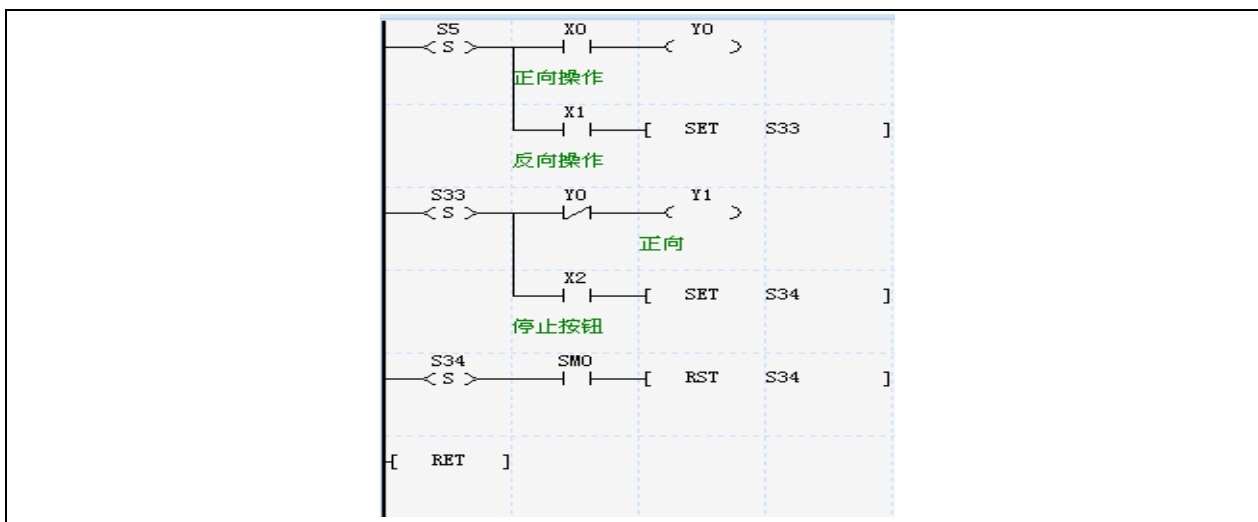 S5 X0 Y0
S
正向操作
X1
SET S33
反向操作
S33 Y0 Y1
S
正向
X2
SET S34
停止按钮
S34 SM0
S RST S34
RET